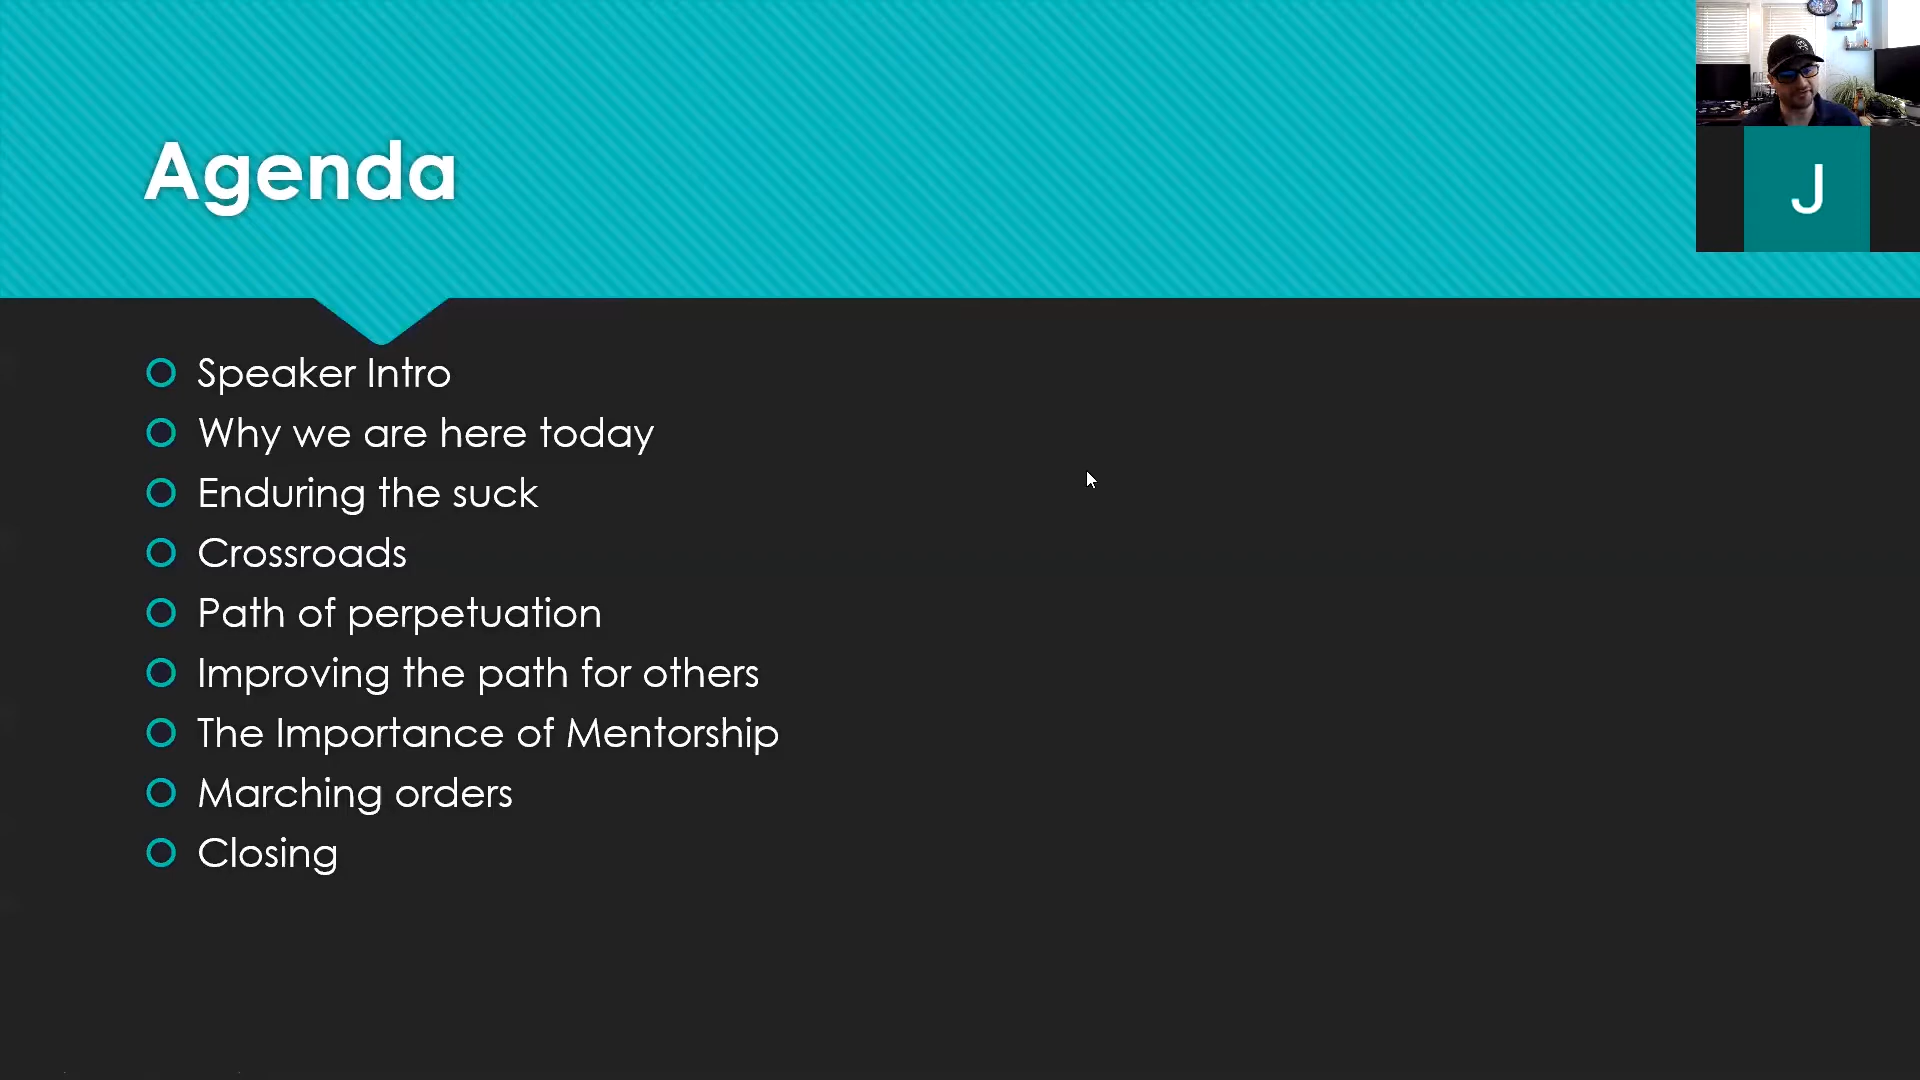 Agenda
Speaker Intro
Why we are here today
Enduring the suck
Crossroads
Path of perpetuation
Improving the path for others
The Importance of Mentorship
Marching orders
Closing
J